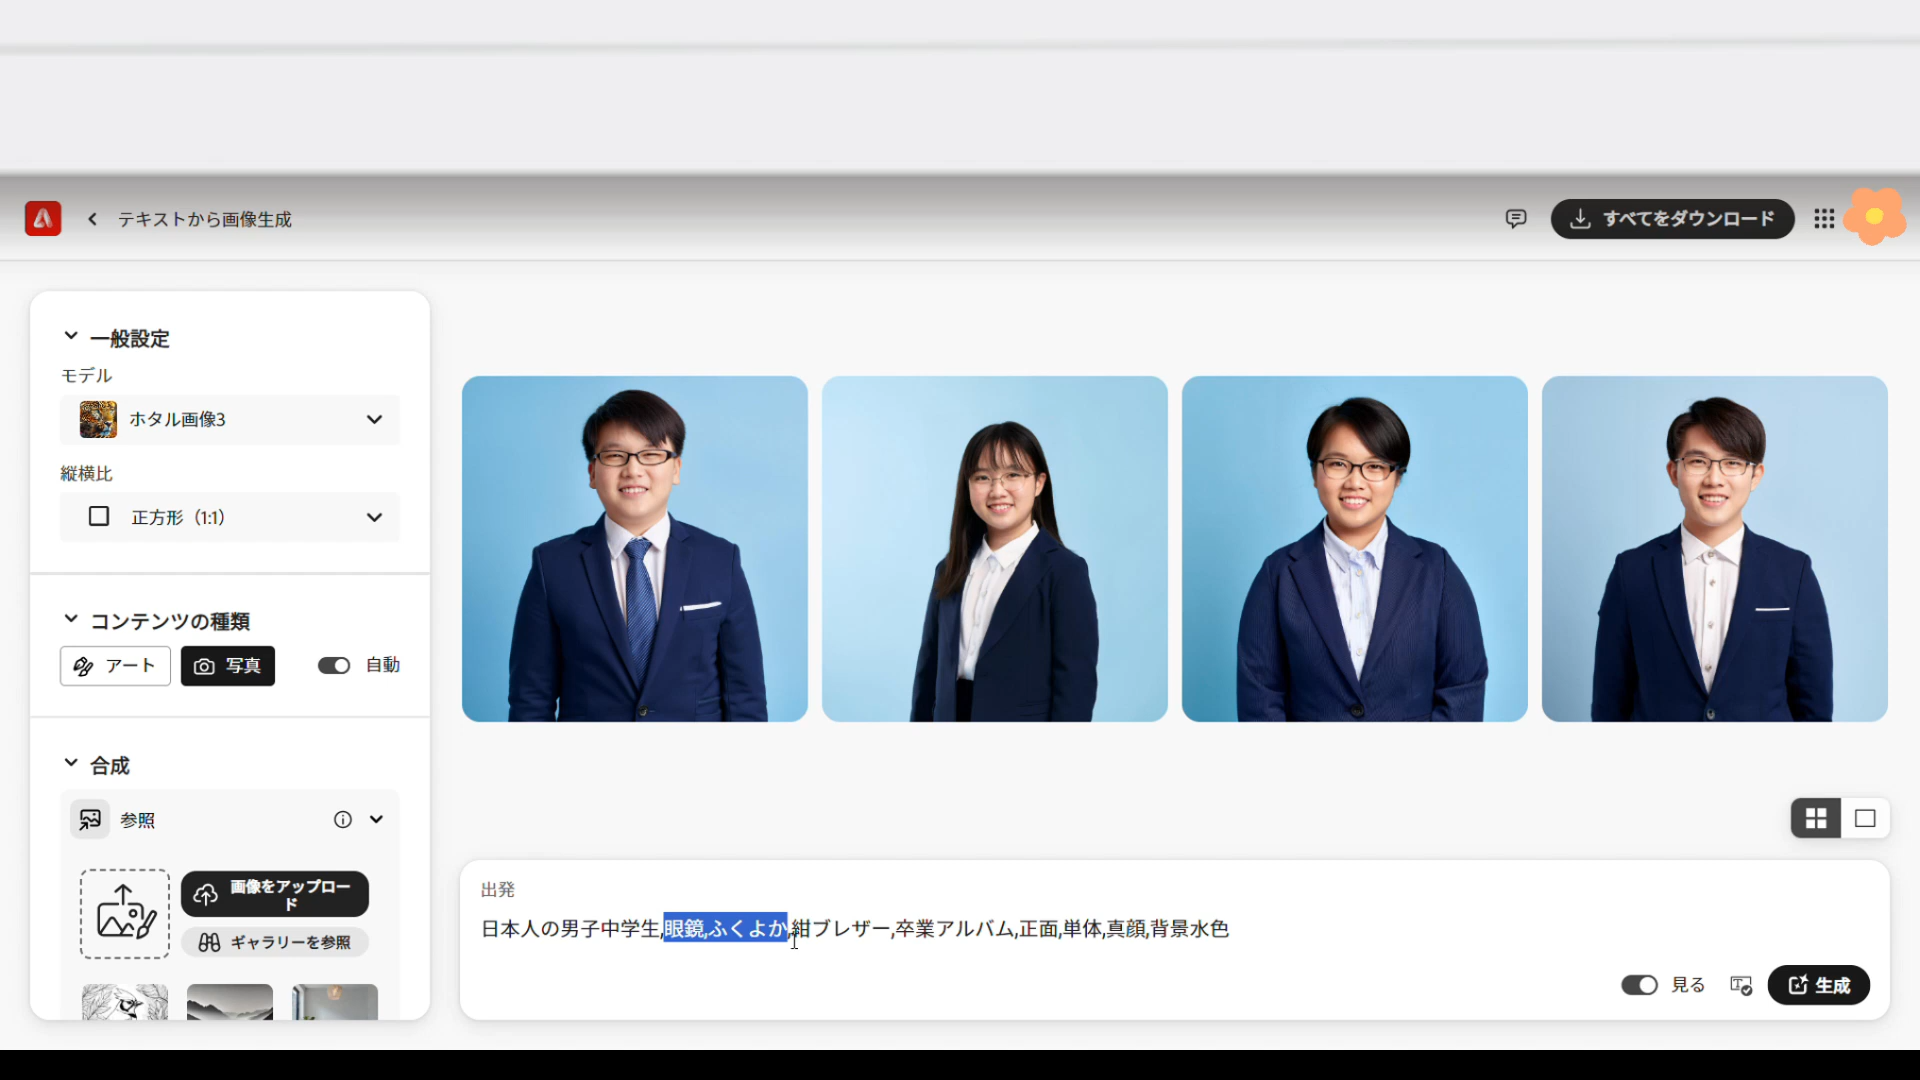 テキストから画像生成
すべてをダウンロード
一般設定
モデル
ホタル画像3
縦横比
正方形（1:1）
コンテンツの種類
アート
写真
自動
合成
参照
画像をアップロー
ド
ギャラリーを参照
出発
日本人の男子中学生,眼鏡,ふくよか,紺ブレザー,卒業アルバム,正面,単体,真顔,背景水色
見る
生成